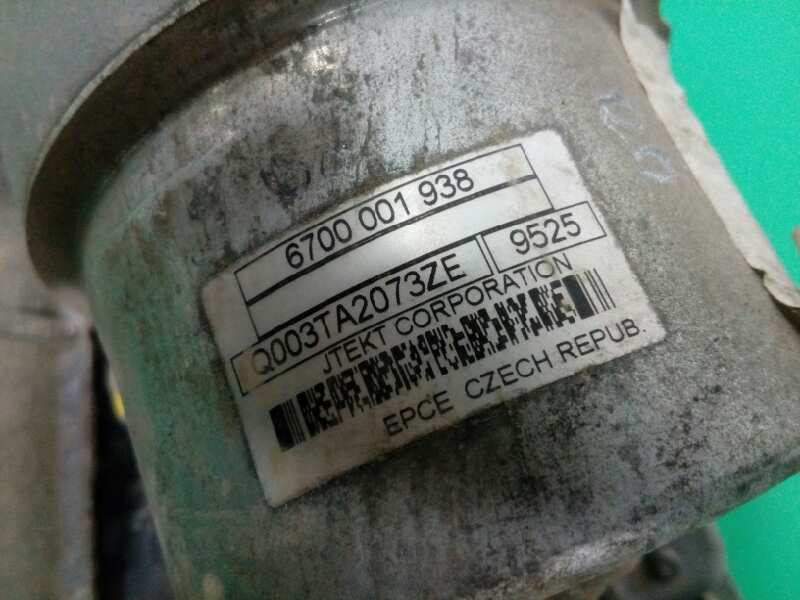 6700 001 938
Q003TA2073ZE 9525
JTEKT CORPORATION
EPCE CZECH REPUB.